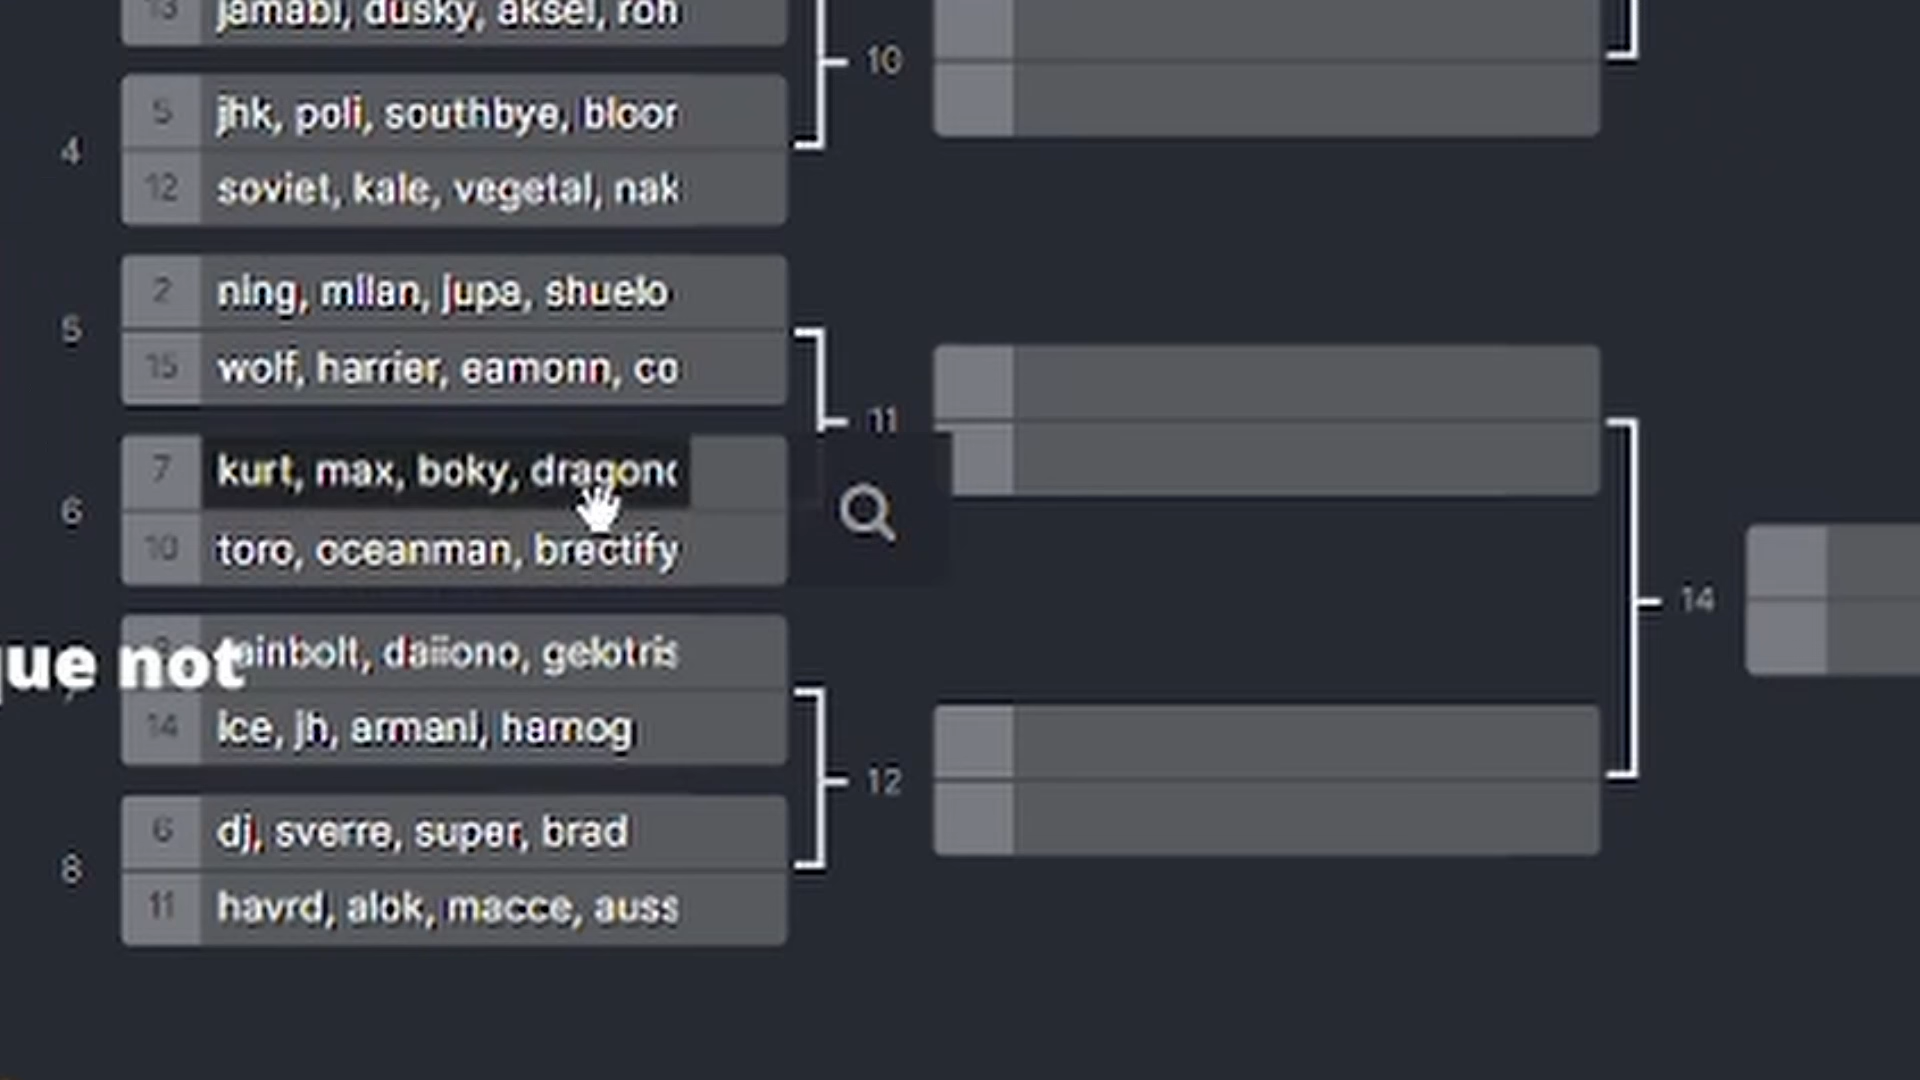 13 jamabi, dusky, aksel, roh
10
4
5 jhk, poli, southbye, bloor
12 soviet, kale, vegetal, nak
5
2 ning, milan, jupa, shuelo
15 wolf, harrier, eamonn, co
11
6
7 kurt, max, boky, dragon
10 toro, oceanman, brectify
14
que not
ainbolt, daiiono, gelotris
14 ice, jh, armani, harnog
12
8
6 dj, sverre, super, brad
11 havrd, alok, macce, auss